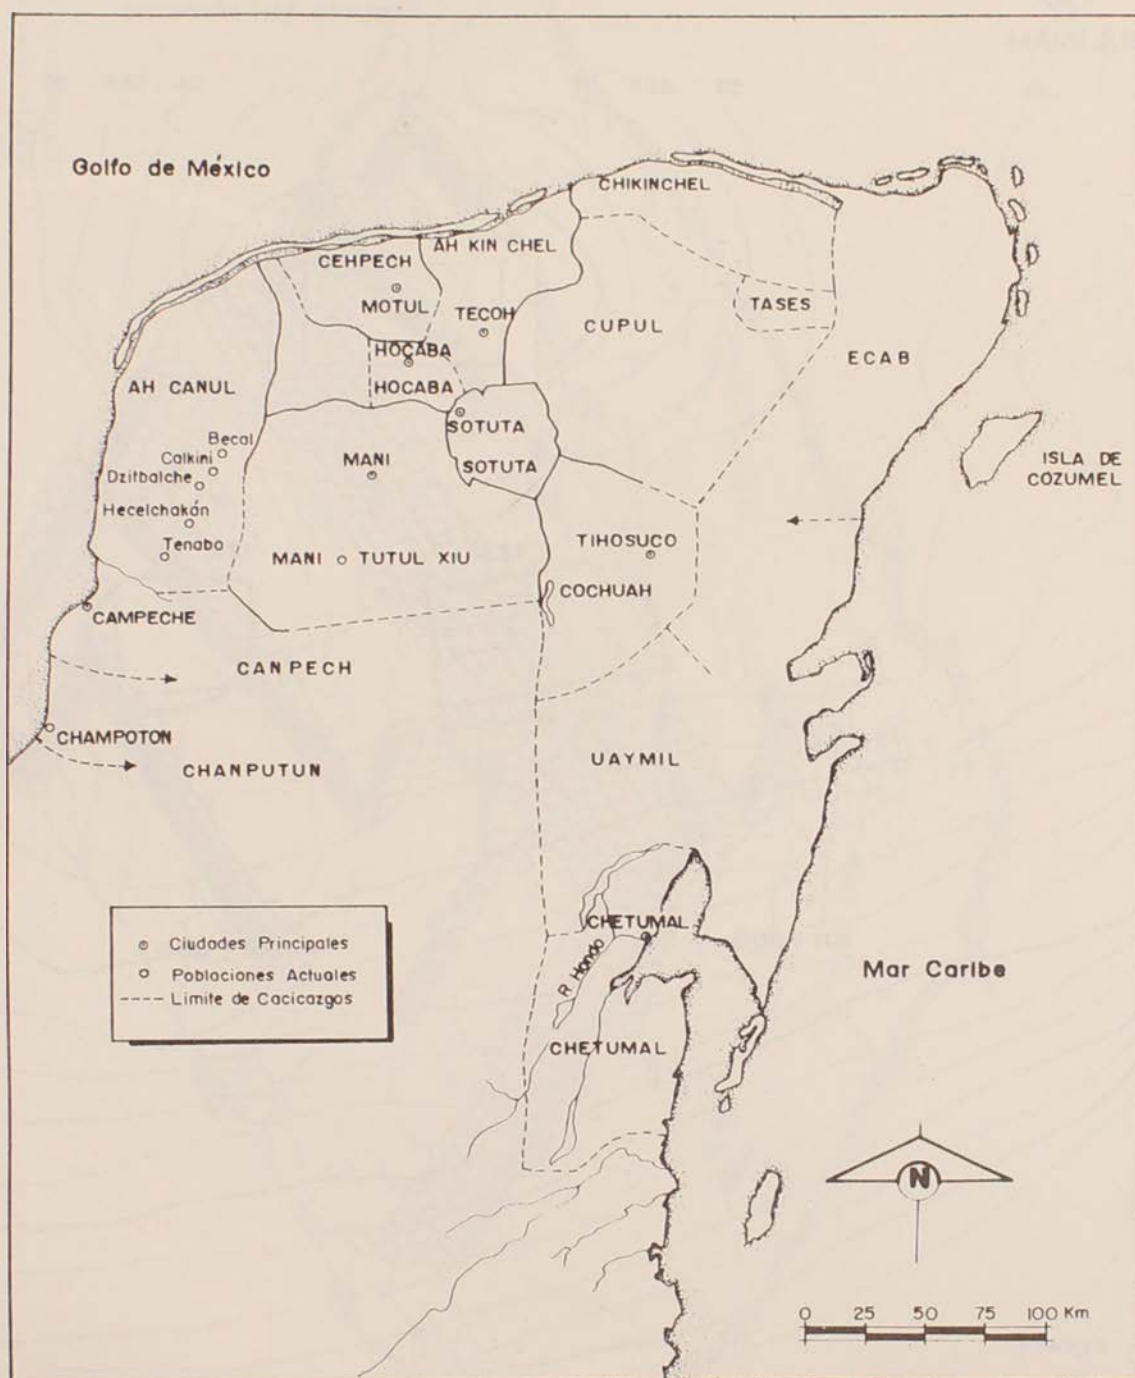 Golfo de México
CHIKINCHEL
AH KIN CHEL
CEHPECH
MOTUL
TECOH
TASES
CUPUL
ECAB
HOCABA
HOCABA
AH CANUL
SOTUTA
SOTUTA
Becal
Calkini
Dzitbalche
Hecelchakán
Tenabo
MANI
ISLA DE
COZUMEL
TIHOSUCO
MANI TUTUL XIU
COCHUAH
CAMPECHE
CANPECH
CHAMPOTON
CHANPUTUN
UAYMIL
CHETUMAL
R. Hondo
CHETUMAL
Mar Caribe
Ciudades Principales
Poblaciones Actuales
Limite de Cacicazgos
N
0 25 50 75 100 Km